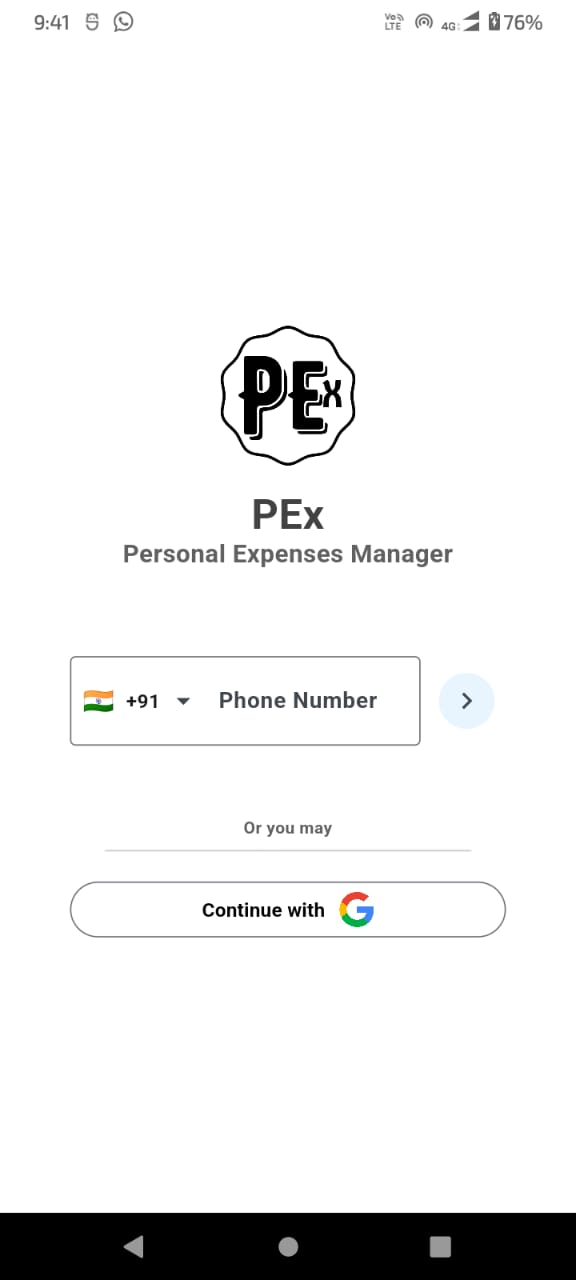 9:41 Vo LTE 4G 76%
PEx
PEx
Personal Expenses Manager
+91 Phone Number
Or you may
Continue with G